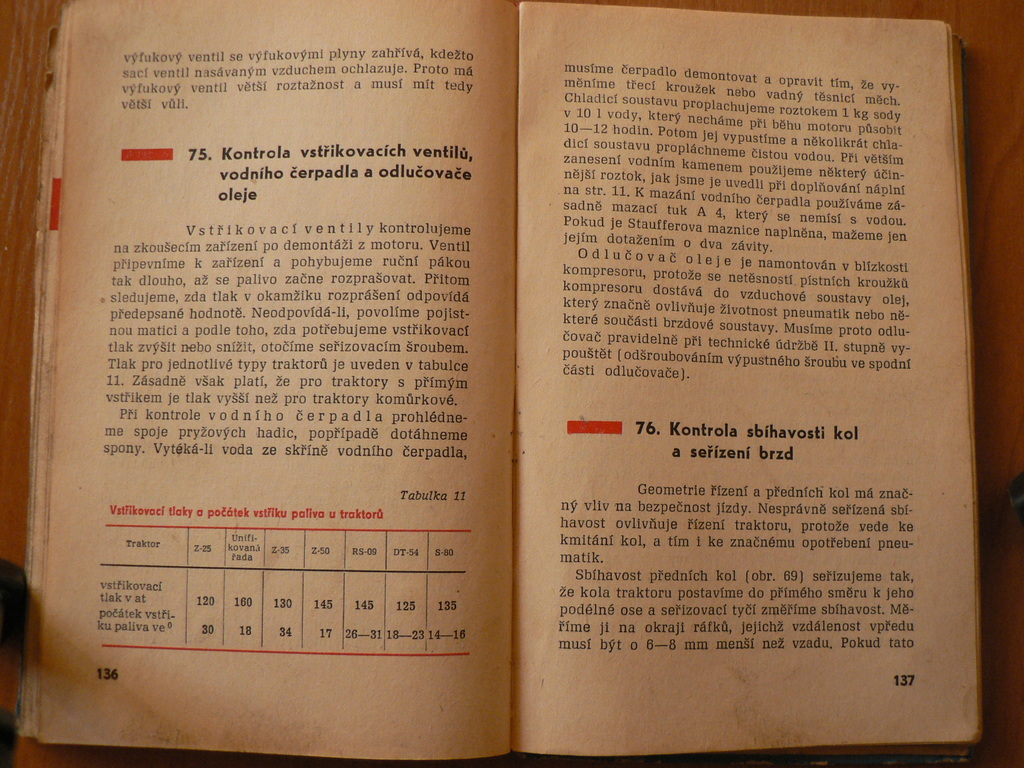 výfukový ventil se výfukovými plyny zahřívá, kdežto
sací ventil nasávaným vzduchem ochlazuje. Proto má
výfukový ventil větší roztažnost a musí mít tedy
větší vůli.
75. Kontrola vstřikovacích ventilů,
vodního čerpadla a odlučovače
oleje
Vstřikovací ventily kontrolujeme
na zkoušecím zařízení po demontáži z motoru. Ventil
připevníme k zařízení a pohybujeme ruční pákou
tak dlouho, až se palivo začne rozprašovat. Přitom
sledujeme, zda tlak v okamžiku rozprášení odpovídá
předepsané hodnotě. Neodpovídá-li, povolíme pojist-
nou matici a podle toho, zda potřebujeme vstřikovací
tlak zvýšit nebo snížit, otočíme seřizovacím šroubem.
Tlak pro jednotlivé typy traktorů je uveden v tabulce
11. Zásadně však platí, že pro traktory s přímým
vstřikem je tlak vyšší než pro traktory komůrkové.
Při kontrole vodního čerpadla prohlédne-
me spoje pryžových hadic, popřípadě dotáhneme
spony. Vytéká-li voda ze skříně vodního čerpadla,
Tabulka 11
Vstřikovací tlaky a počátek vstřiku paliva u traktorů
Traktor Z-25 Unifi-kovaná řada Z-35 Z-50 RS-09 DT-54 S-80
vstřikovací
tlak v at 120 160 130 145 145 125 135
počátek vstři-
ku paliva ve ° 30 18 34 17 26—31 18—23 14—16
136
musíme čerpadlo demontovat a opravit tím, že vy-
měníme třecí kroužek nebo vadný těsnicí měch.
Chladicí soustavu proplachujeme roztokem 1 kg sody
v 10 l vody, který necháme při běhu motoru působit
10—12 hodin. Potom jej vypustíme a několikrát chla-
dicí soustavu propláchneme čistou vodou. Při větším
zanesení vodním kamenem použijeme některý účin-
nější roztok, jak jsme je uvedli při doplňování náplní
na str. 11. K mazání vodního čerpadla používáme zá-
sadně mazací tuk A 4, který se nemísí s vodou.
Pokud je Staufferova maznice naplněna, mažeme jen
jejím dotažením o dva závity.
Odlučovač oleje je namontován v blízkosti
kompresoru, protože se netěsností pístních kroužků
kompresoru dostává do vzduchové soustavy olej,
který značně ovlivňuje životnost pneumatik nebo ně-
které součásti brzdové soustavy. Musíme proto odlu-
čovač pravidelně při technické údržbě II. stupně vy-
pouštět (odšroubováním výpustného šroubu ve spodní
části odlučovače).
76. Kontrola sbíhavosti kol
a seřízení brzd
Geometrie řízení a předních kol má znač-
ný vliv na bezpečnost jízdy. Nesprávně seřízená sbí-
havost ovlivňuje řízení traktoru, protože vede ke
kmitání kol, a tím i ke značnému opotřebení pneu-
matik.
Sbíhavost předních kol (obr. 69) seřizujeme tak,
že kola traktoru postavíme do přímého směru k jeho
podélné ose a seřizovací tyčí změříme sbíhavost. Mě-
říme ji na okraji ráfků, jejichž vzdálenost vpředu
musí být o 6—8 mm menší než vzadu. Pokud tato
137